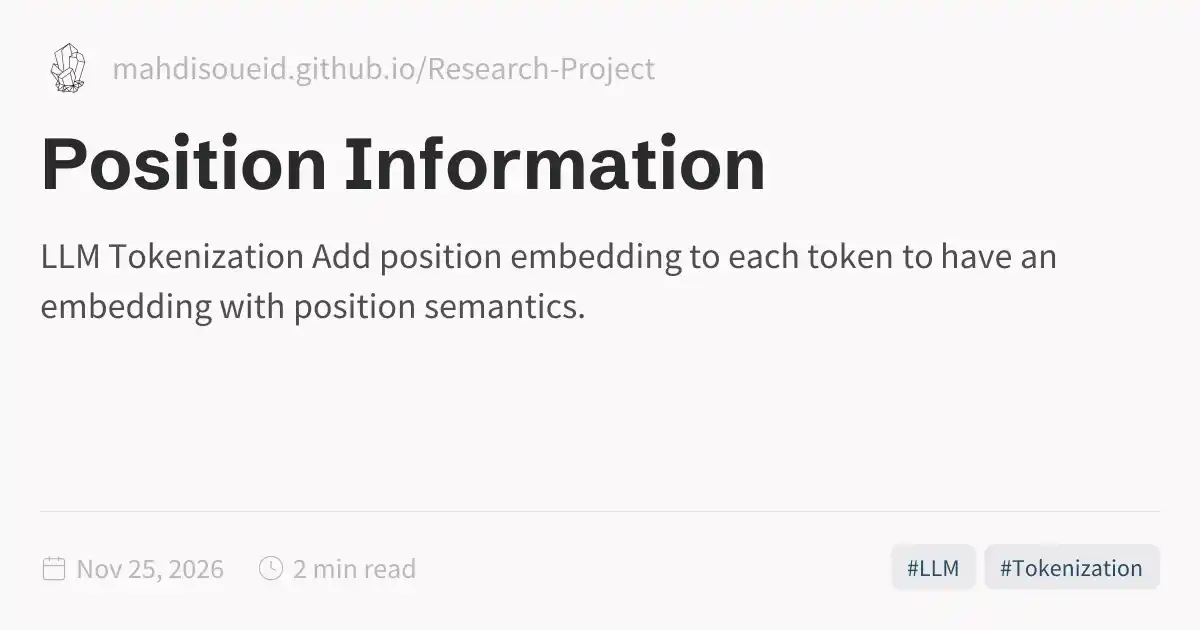 mahdisoueid.github.io/Research-Project
Position Information
LLM Tokenization Add position embedding to each token to have an
embedding with position semantics.
Nov 25, 2026 2 min read #LLM #Tokenization